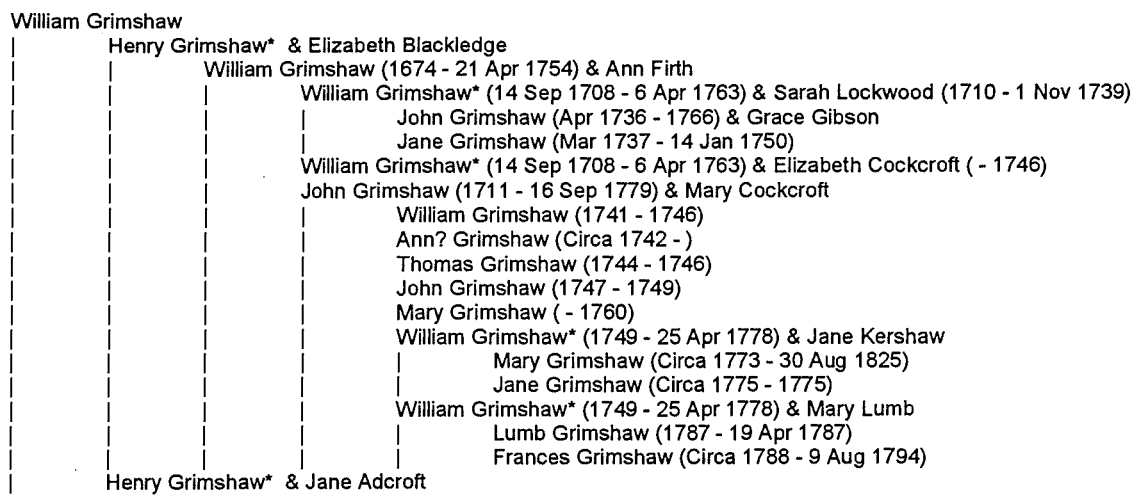 William Grimshaw
Henry Grimshaw* & Elizabeth Blackledge
William Grimshaw (1674 - 21 Apr 1754) & Ann Firth
William Grimshaw* (14 Sep 1708 - 6 Apr 1763) & Sarah Lockwood (1710 - 1 Nov 1739)
John Grimshaw (Apr 1736 - 1766) & Grace Gibson
Jane Grimshaw (Mar 1737 - 14 Jan 1750)
William Grimshaw* (14 Sep 1708 - 6 Apr 1763) & Elizabeth Cockcroft ( - 1746)
John Grimshaw (1711 - 16 Sep 1779) & Mary Cockcroft
William Grimshaw (1741 - 1746)
Ann? Grimshaw (Circa 1742 - )
Thomas Grimshaw (1744 - 1746)
John Grimshaw (1747 - 1749)
Mary Grimshaw ( - 1760)
William Grimshaw* (1749 - 25 Apr 1778) & Jane Kershaw
Mary Grimshaw (Circa 1773 - 30 Aug 1825)
Jane Grimshaw (Circa 1775 - 1775)
William Grimshaw* (1749 - 25 Apr 1778) & Mary Lumb
Lumb Grimshaw (1787 - 19 Apr 1787)
Frances Grimshaw (Circa 1788 - 9 Aug 1794)
Henry Grimshaw* & Jane Adcroft